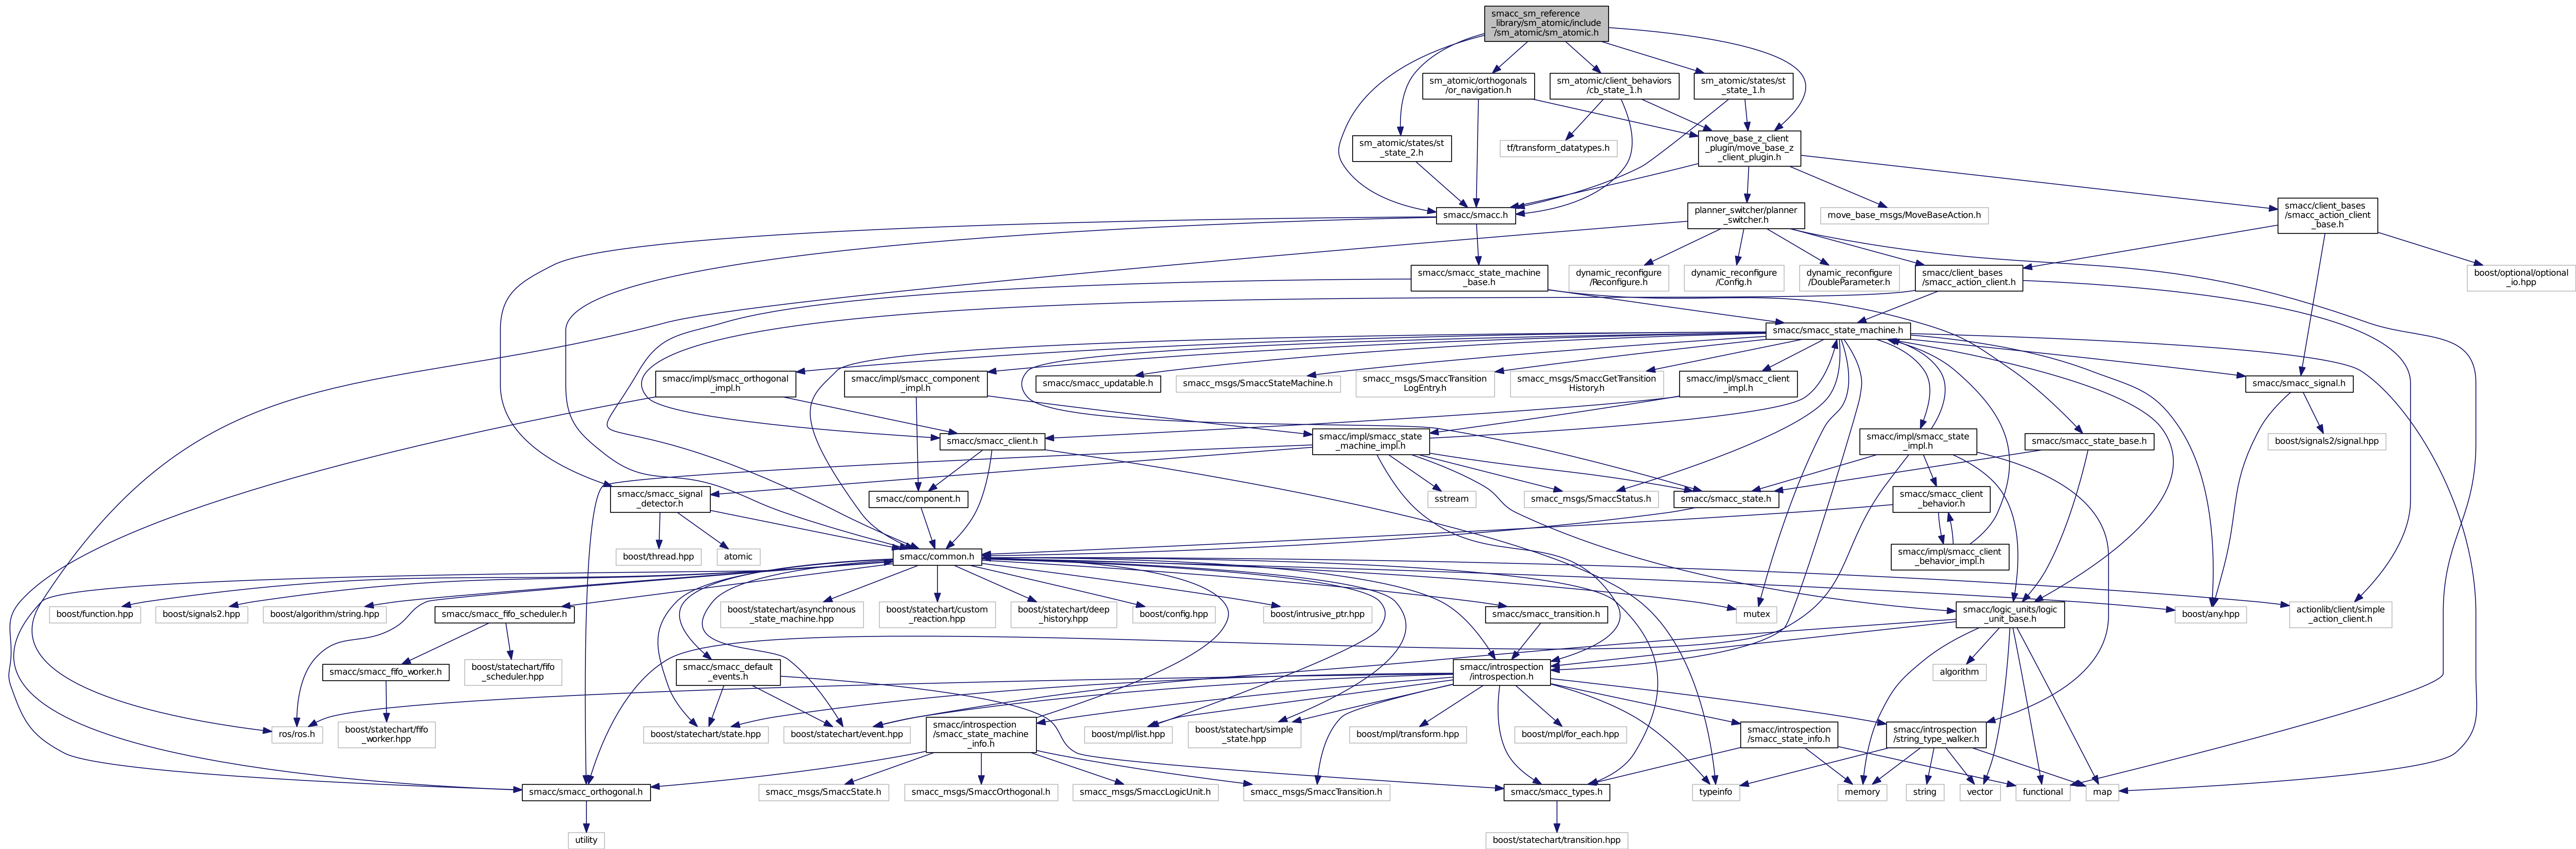 smacc_sm_reference
_library/sm_atomic/include
/sm_atomic/sm_atomic.h
sm_atomic/orthogonals
/or_navigation.h
sm_atomic/client_behaviors
/cb_state_1.h
sm_atomic/states/st
_state_1.h
sm_atomic/states/st
_state_2.h
tf/transform_datatypes.h
move_base_z_client
_plugin/move_base_z
_client_plugin.h
smacc/smacc.h
planner_switcher/planner
_switcher.h
move_base_msgs/MoveBaseAction.h
smacc/client_bases
/smacc_action_client
_base.h
smacc/smacc_state_machine
_base.h
dynamic_reconfigure
/Reconfigure.h
dynamic_reconfigure
/Config.h
dynamic_reconfigure
/DoubleParameter.h
smacc/client_bases
/smacc_action_client.h
boost/optional/optional
_io.hpp
smacc/smacc_state_machine.h
smacc/impl/smacc_orthogonal
_impl.h
smacc/impl/smacc_component
_impl.h
smacc/smacc_updatable.h
smacc_msgs/SmaccStateMachine.h
smacc_msgs/SmaccTransition
LogEntry.h
smacc_msgs/SmaccGetTransition
History.h
smacc/impl/smacc_client
_impl.h
smacc/smacc_signal.h
smacc/smacc_client.h
smacc/impl/smacc_state
_machine_impl.h
smacc/impl/smacc_state
_impl.h
smacc/smacc_state_base.h
boost/signals2/signal.hpp
smacc/smacc_signal
_detector.h
smacc/component.h
sstream
smacc_msgs/SmaccStatus.h
smacc/smacc_state.h
smacc/smacc_client
_behavior.h
boost/thread.hpp
atomic
smacc/common.h
smacc/impl/smacc_client
_behavior_impl.h
boost/function.hpp
boost/signals2.hpp
boost/algorithm/string.hpp
smacc/smacc_fifo_scheduler.h
boost/statechart/asynchronous
_state_machine.hpp
boost/statechart/custom
_reaction.hpp
boost/statechart/deep
_history.hpp
boost/config.hpp
boost/intrusive_ptr.hpp
smacc/smacc_transition.h
mutex
smacc/logic_units/logic
_unit_base.h
boost/any.hpp
actionlib/client/simple
_action_client.h
smacc/smacc_fifo_worker.h
boost/statechart/fifo
_scheduler.hpp
smacc/smacc_default
_events.h
smacc/introspection
/introspection.h
algorithm
ros/ros.h
boost/statechart/fifo
_worker.hpp
boost/statechart/state.hpp
boost/statechart/event.hpp
smacc/introspection
/smacc_state_machine
_info.h
boost/mpl/list.hpp
boost/statechart/simple
_state.hpp
boost/mpl/transform.hpp
boost/mpl/for_each.hpp
smacc/introspection
/smacc_state_info.h
smacc/introspection
/string_type_walker.h
smacc/smacc_orthogonal.h
smacc_msgs/SmaccState.h
smacc_msgs/SmaccOrthogonal.h
smacc_msgs/SmaccLogicUnit.h
smacc_msgs/SmaccTransition.h
smacc/smacc_types.h
typeinfo
memory
string
vector
functional
map
utility
boost/statechart/transition.hpp